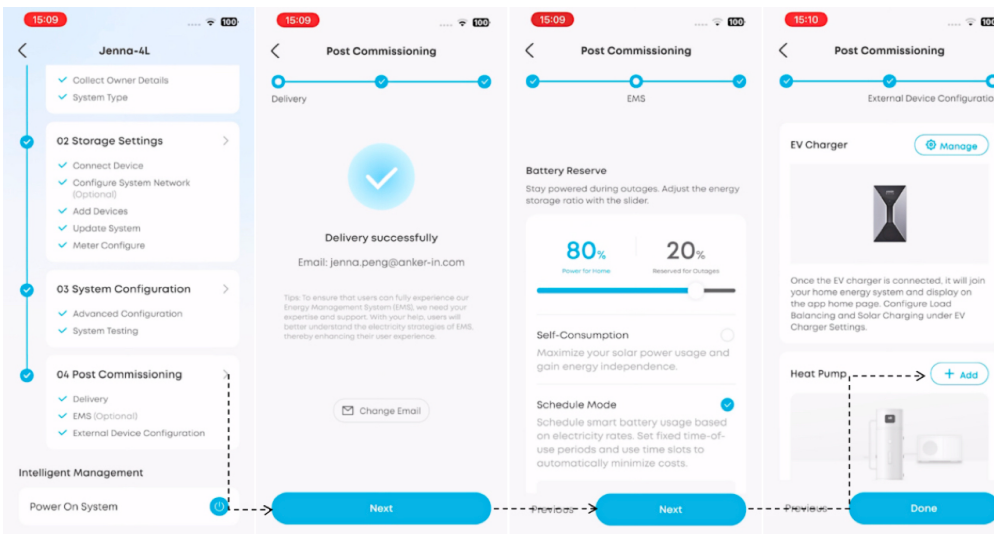 15:09
100
Jenna-4L
Collect Owner Details
System Type
02 Storage Settings
Connect Device
Configure System Network
(Optional)
Add Devices
Update System
Meter Configure
03 System Configuration
Advanced Configuration
System Testing
04 Post Commissioning
Delivery
EMS (Optional)
External Device Configuration
Intelligent Management
Power On System
15:09
100
Post Commissioning
Delivery
Delivery successfully
Email: jenna.peng@anker-in.com
Tips: To ensure that users can fully experience our
Energy Management System (EMS), we need your
expertise and support. With your help, users will
better understand the electricity strategies of EMS,
thereby enhancing their user experience.
Change Email
Next
15:09
100
Post Commissioning
EMS
Battery Reserve
Stay powered during outages. Adjust the energy
storage ratio with the slider.
80% 20%
Power for Home Reserved for Outages
Self-Consumption
Maximize your solar power usage and
gain energy independence.
Schedule Mode
Schedule smart battery usage based
on electricity rates. Set fixed time-of-
use periods and use time slots to
automatically minimize costs.
Previous Next
15:10
100
Post Commissioning
External Device Configuratio
EV Charger Manage
Once the EV charger is connected, it will join
your home energy system and display on
the app home page. Configure Load
Balancing and Solar Charging under EV
Charger Settings.
Heat Pump + Add
Previous Done